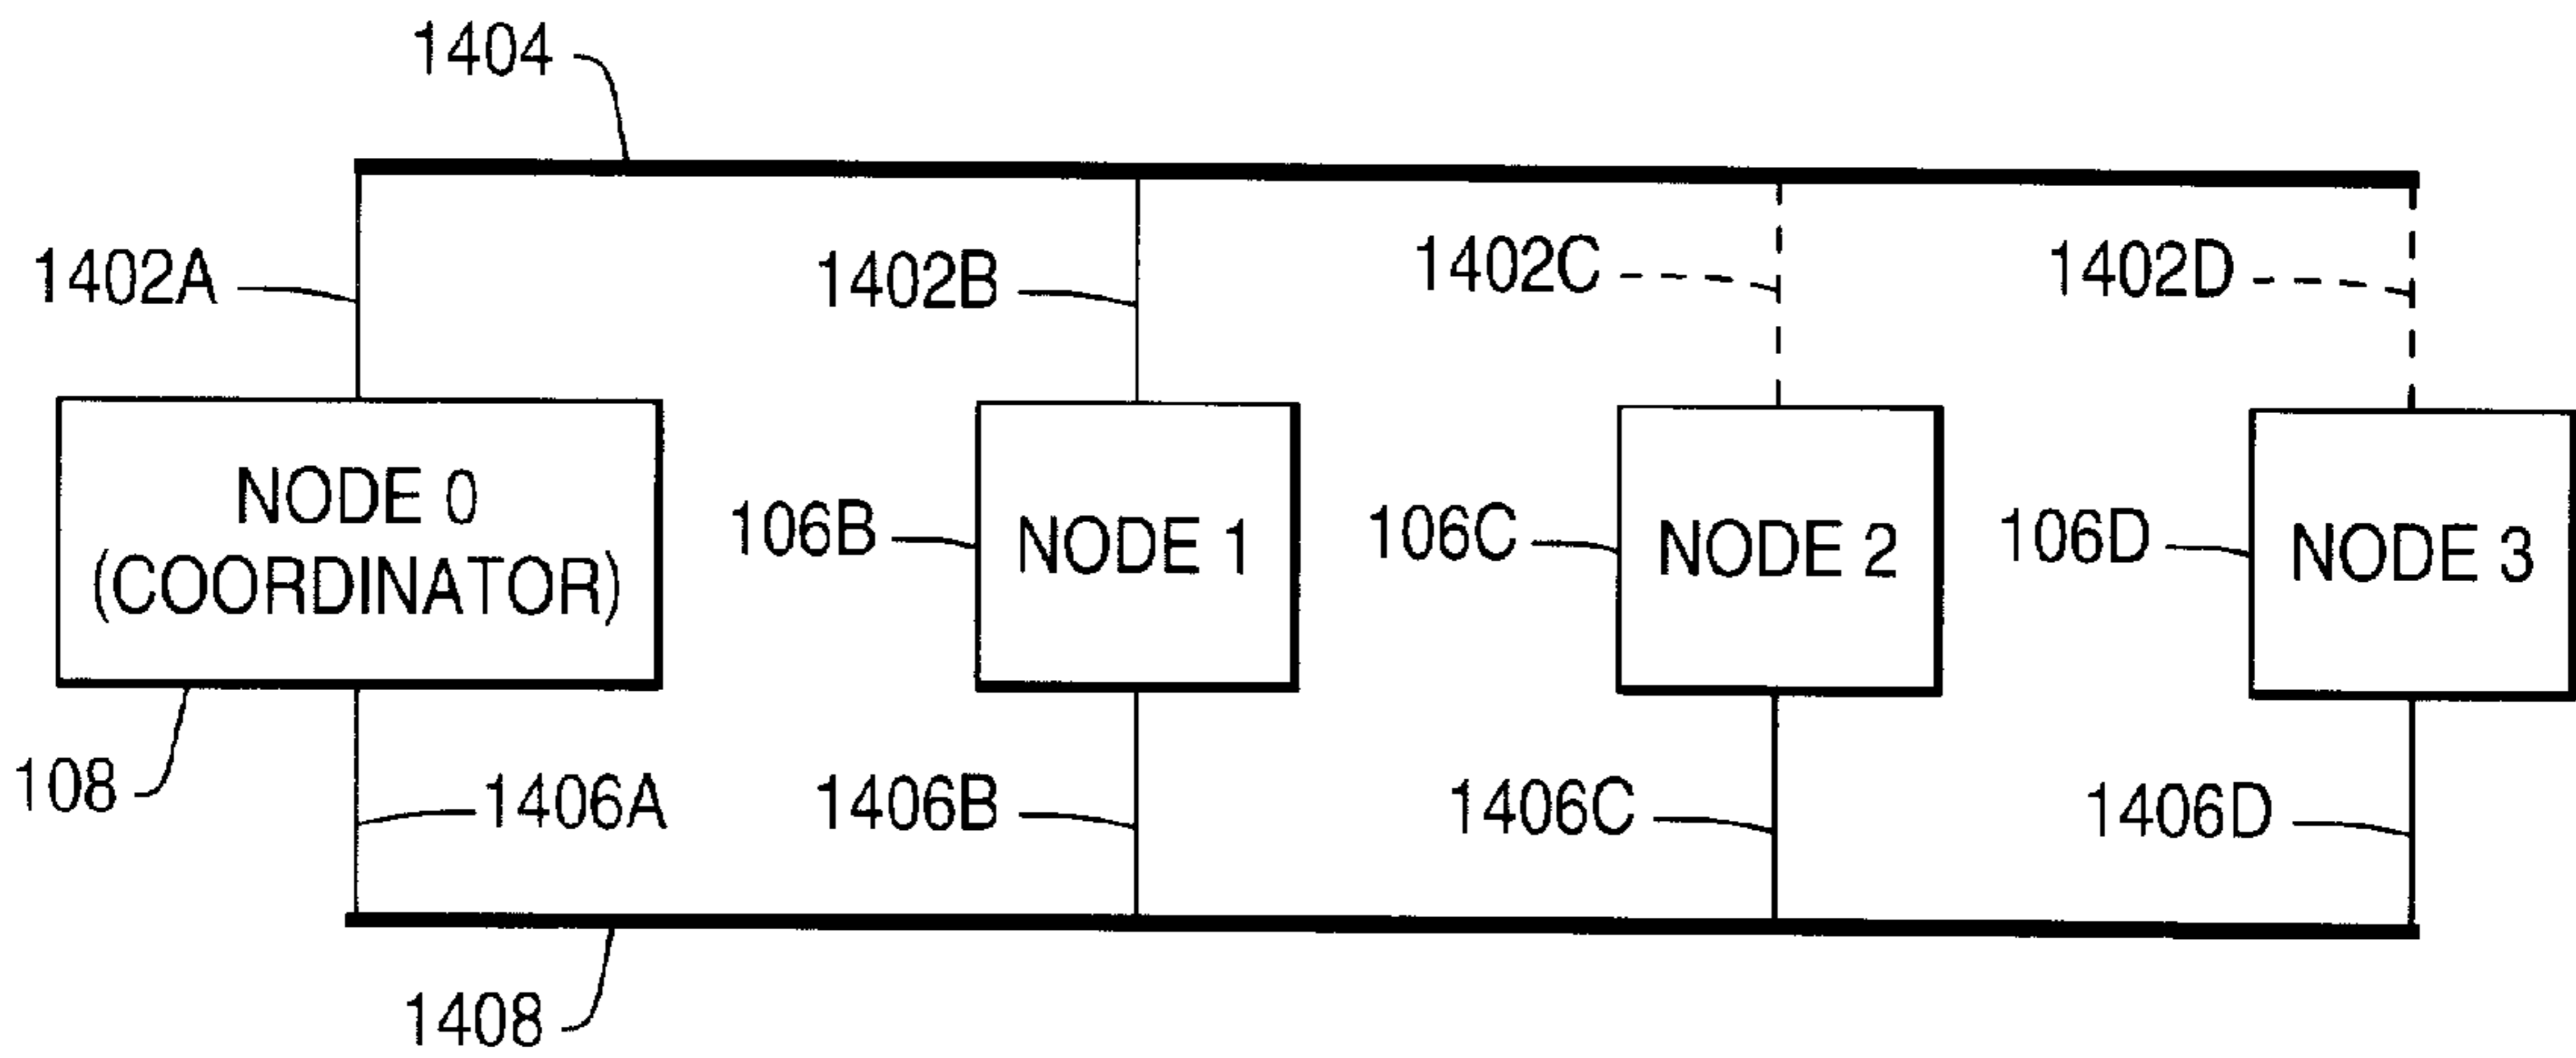 1404
1402A
1402B
1402C
1402D
NODE 0
(COORDINATOR)
106B
NODE 1
106C
NODE 2
106D
NODE 3
108
1406A
1406B
1406C
1406D
1408